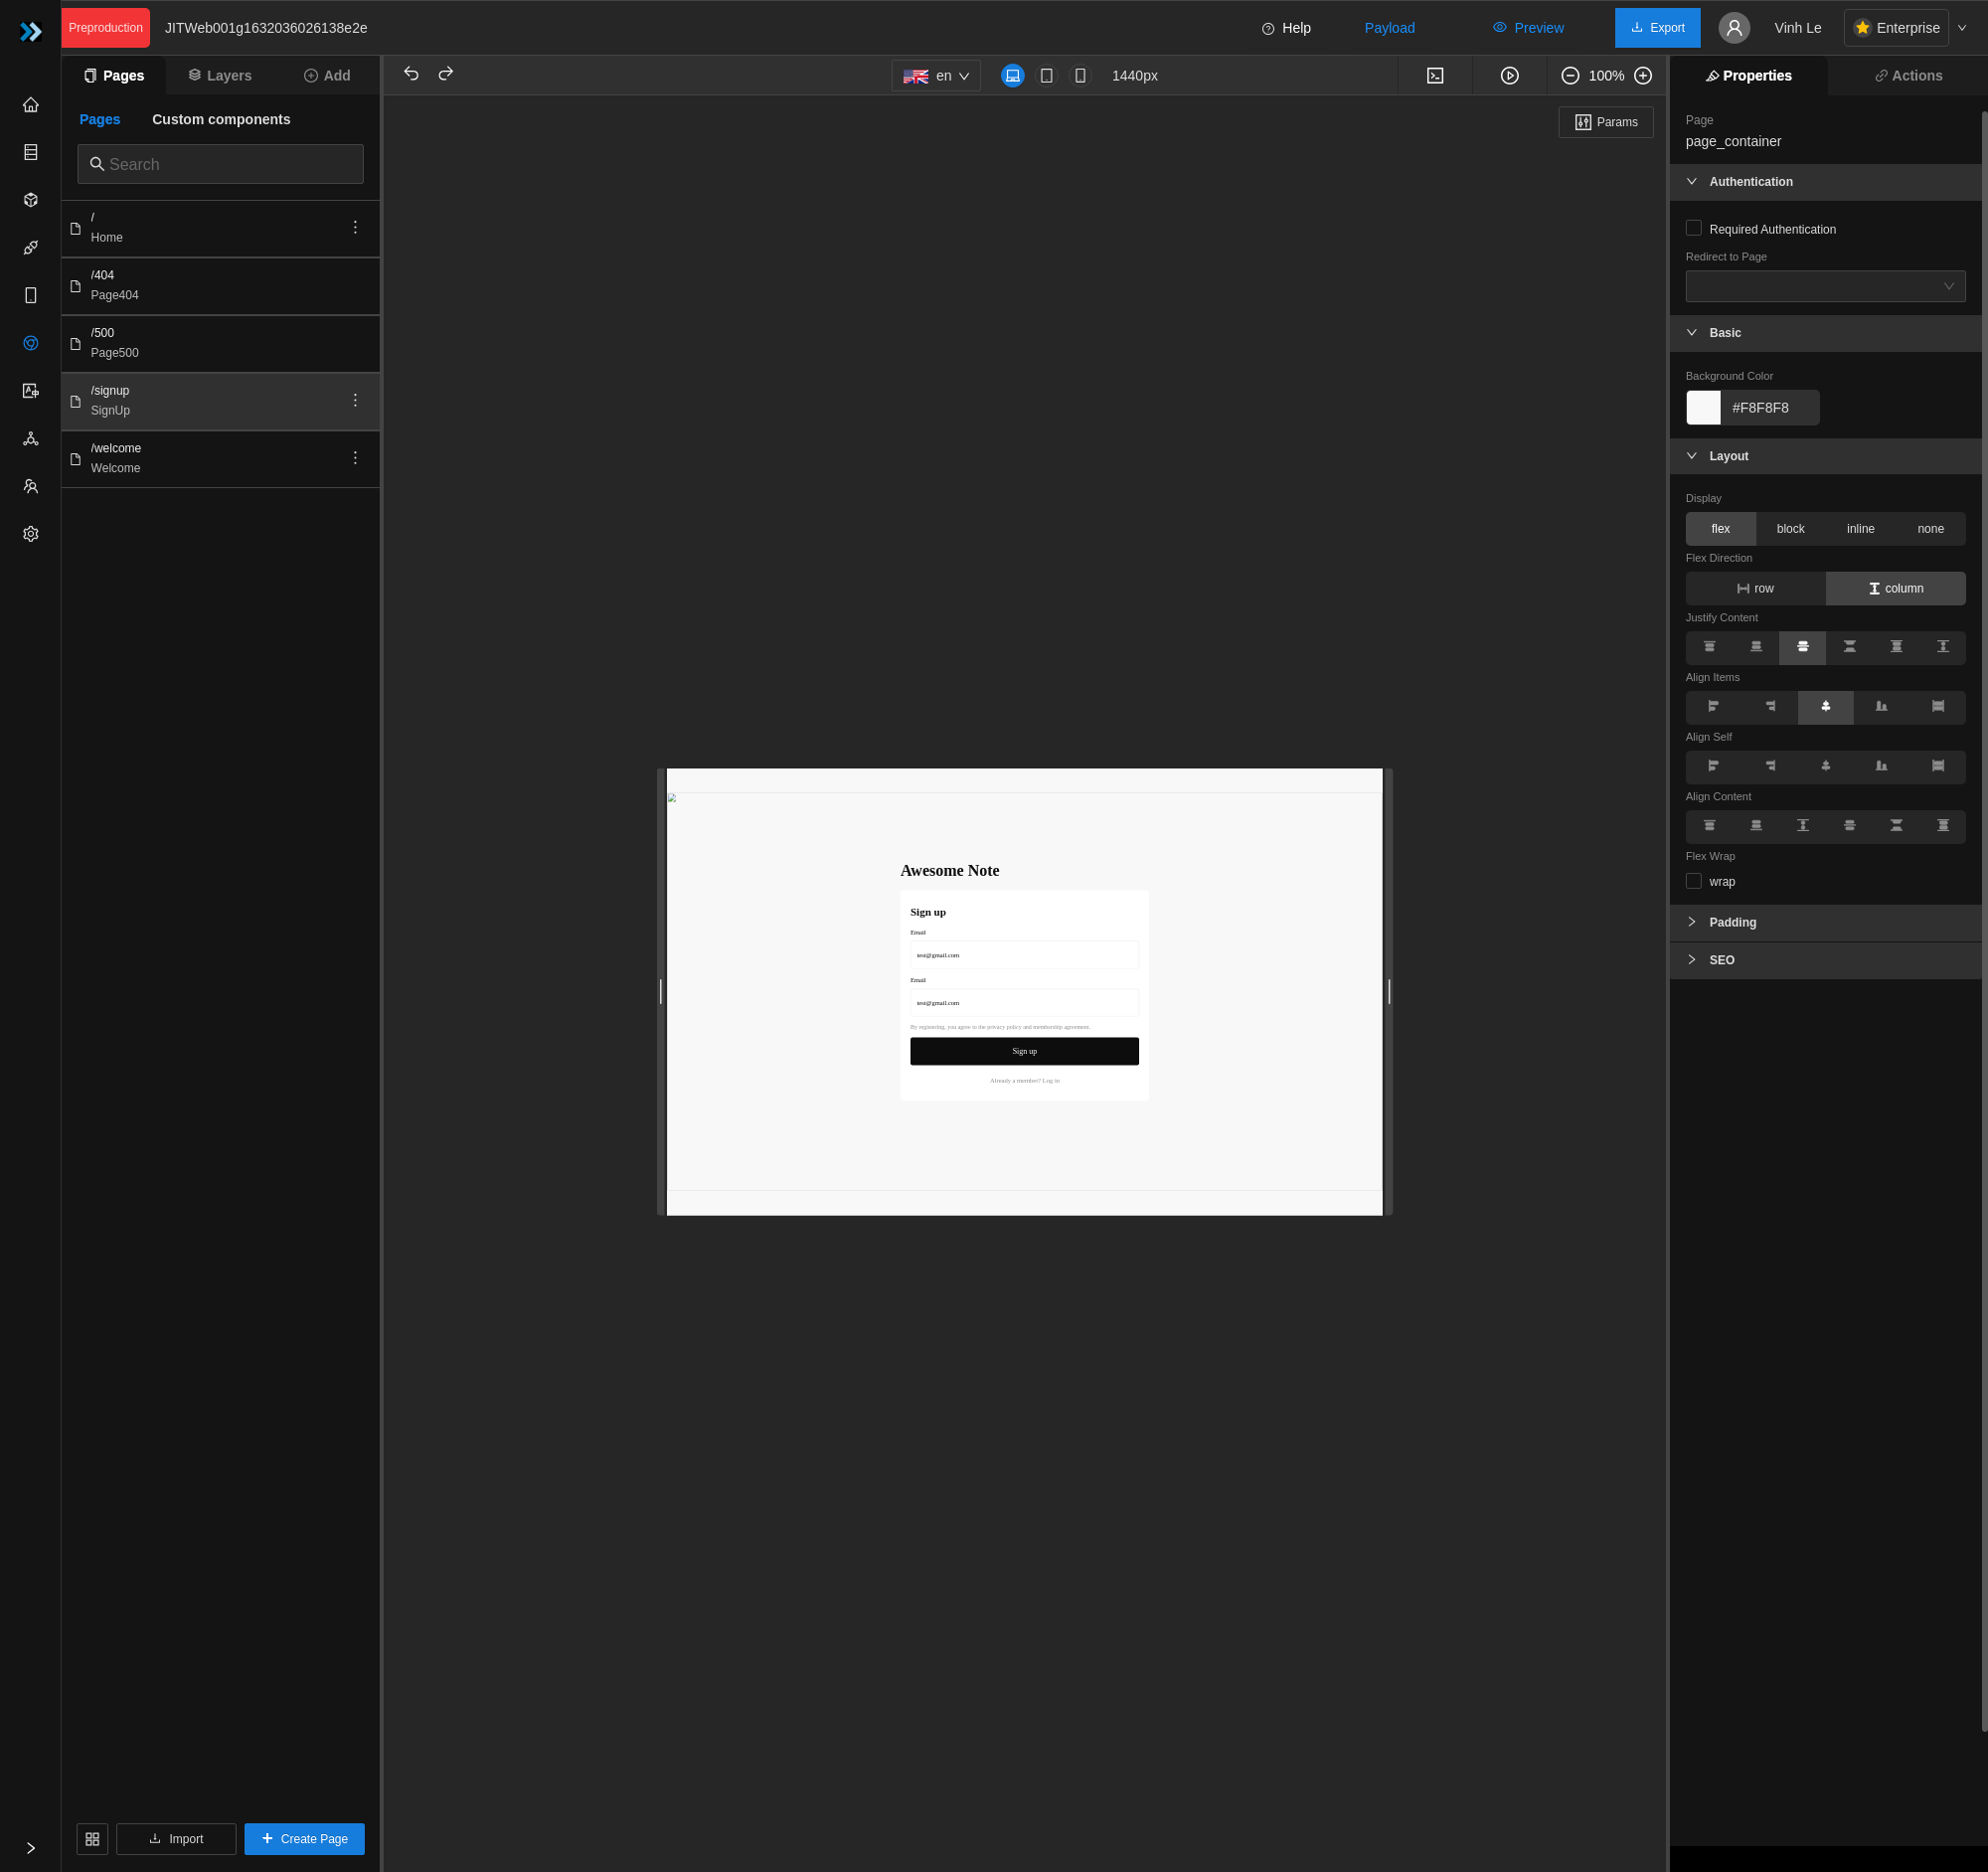 Preproduction
JITWeb001g1632036026138e2e
Help
Payload
Preview
Export
Vinh Le
Enterprise
Pages
Layers
Add
en
1440px
100%
Properties
Actions
Pages
Custom components
Search
/
Home
/404
Page404
/500
Page500
/signup
SignUp
/welcome
Welcome
Import
Create Page
Params
Awesome Note
Sign up
Email
test@gmail.com
Email
test@gmail.com
By registering, you agree to the privacy policy and membership agreement.
Sign up
Already a member? Log in
Page
page_container
Authentication
Required Authentication
Redirect to Page
Basic
Background Color
#F8F8F8
Layout
Display
flex
block
inline
none
Flex Direction
row
column
Justify Content
Align Items
Align Self
Align Content
Flex Wrap
wrap
Padding
SEO